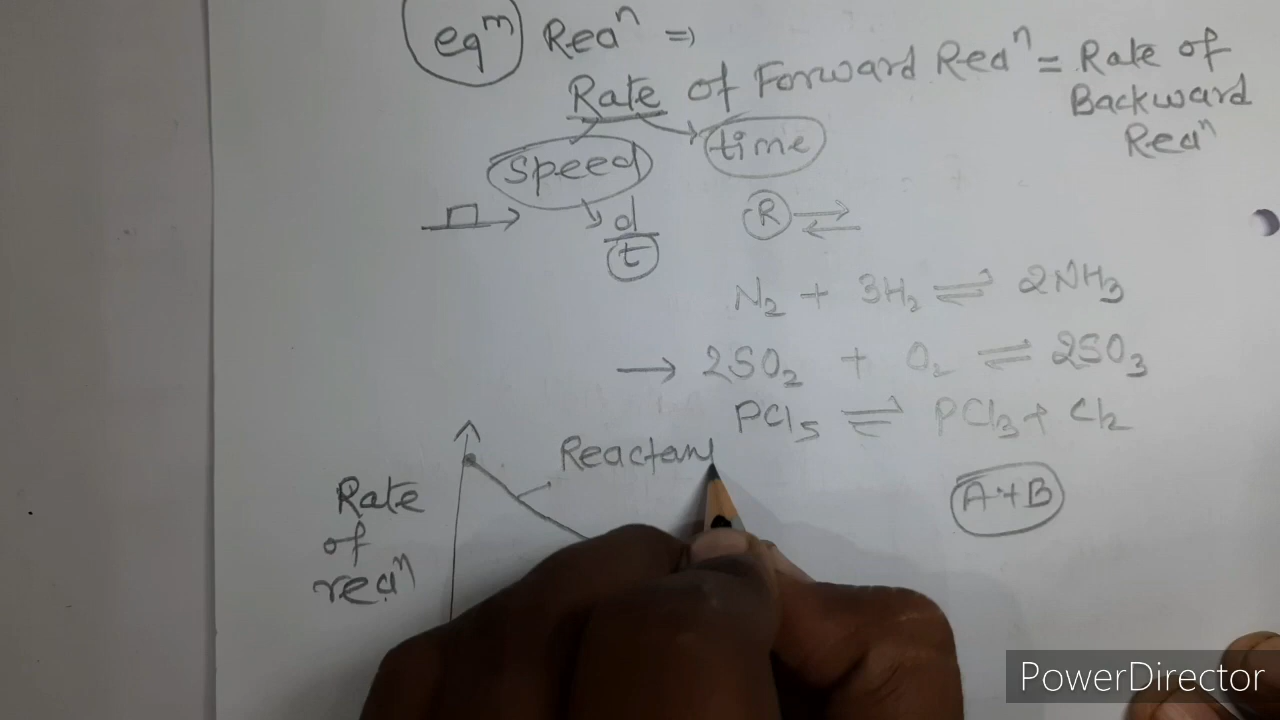 eqᵐ Reaⁿ ⇒
Rate of Forward Reaⁿ = Rate of
Backward
Reaⁿ
Speed time
d
t
R
N₂ + 3H₂ ⇌ 2NH₃
→ 2SO₂ + O₂ ⇌ 2SO₃
PCl₅ ⇌ PCl₃ + Cl₂
Reactan
Rate
of
reaⁿ
A+B
PowerDirector